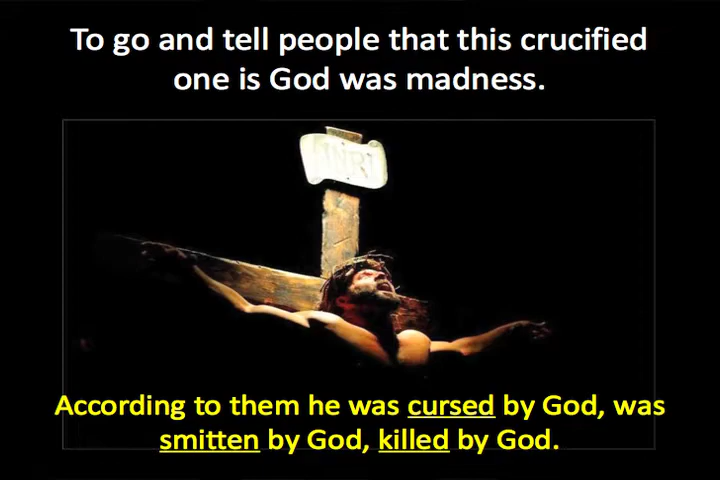 To go and tell people that this crucified
one is God was madness.
INRI
According to them he was cursed by God, was
smitten by God, killed by God.